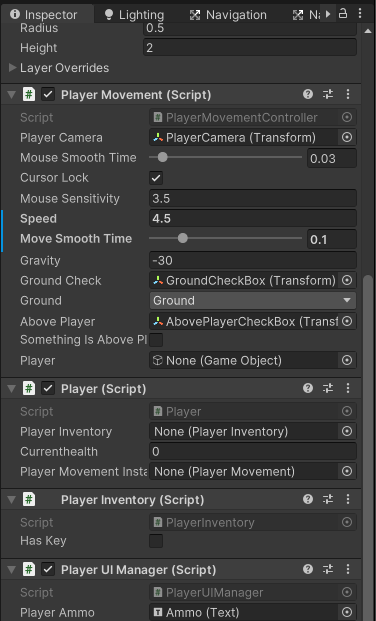 Inspector Lighting Navigation Na
Radius 0.5
Height 2
Layer Overrides
Player Movement (Script)
Script PlayerMovementController
Player Camera PlayerCamera (Transform)
Mouse Smooth Time 0.03
Cursor Lock
Mouse Sensitivity 3.5
Speed 4.5
Move Smooth Time 0.1
Gravity -30
Ground Check GroundCheckBox (Transform)
Ground Ground
Above Player AbovePlayerCheckBox (Transf
Something Is Above Pl
Player None (Game Object)
Player (Script)
Script Player
Player Inventory None (Player Inventory)
Currenthealth 0
Player Movement Insta None (Player Movement)
Player Inventory (Script)
Script PlayerInventory
Has Key
Player UI Manager (Script)
Script PlayerUIManager
Player Ammo Ammo (Text)